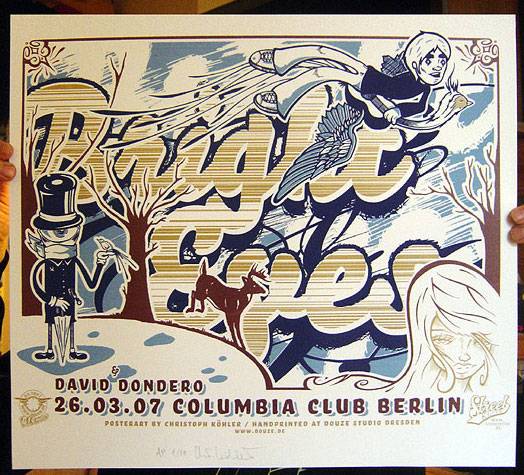 Bright
Eyes
&
DAVID DONDERO
26.03.07 COLUMBIA CLUB BERLIN
POSTERART BY CHRISTOPH KÖHLER / HANDPRINTED AT DOUZE STUDIO DRESDEN
WWW.DOUZE.DE